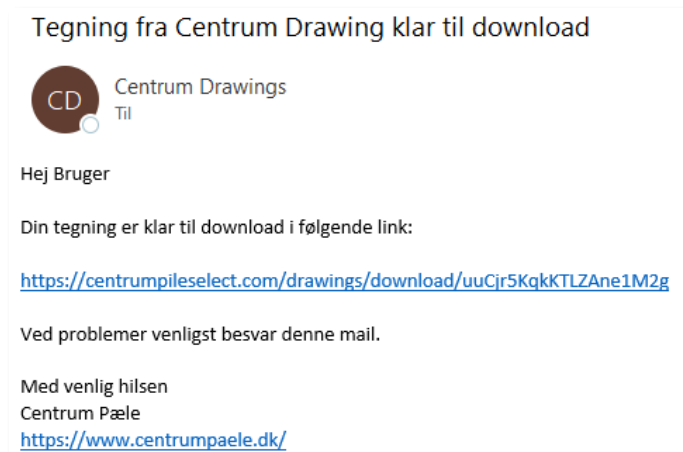 Tegning fra Centrum Drawing klar til download
CD
Centrum Drawings
Til
Hej Bruger
Din tegning er klar til download i følgende link:
https://centrumpileselect.com/drawings/download/uuCjr5KqkKTLZAne1M2g
Ved problemer venligst besvar denne mail.
Med venlig hilsen
Centrum Pæle
https://www.centrumpaele.dk/